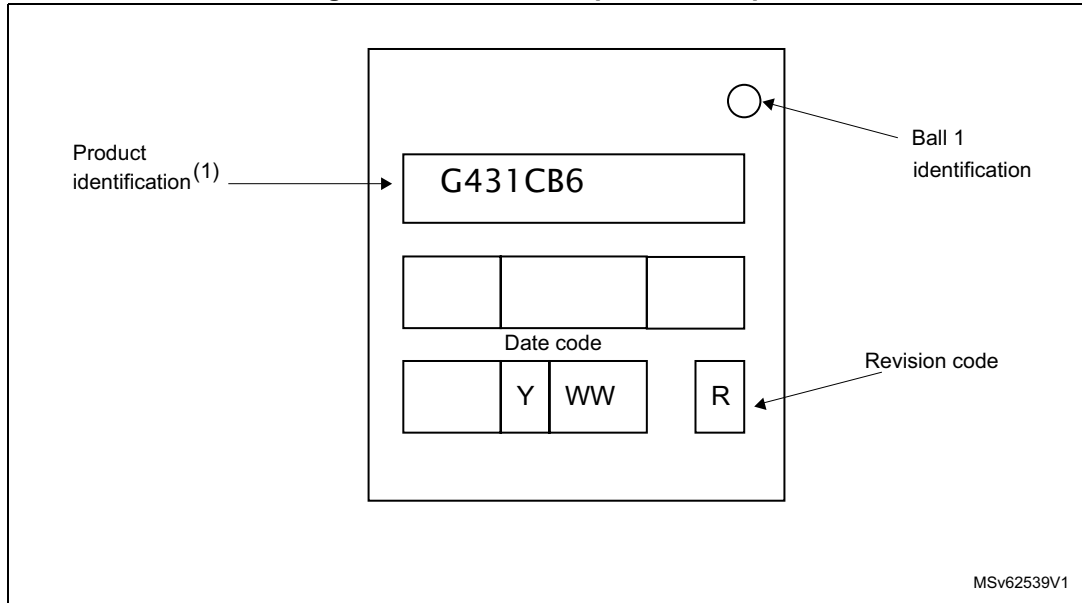 Product
identification(1)
Ball 1
identification
G431CB6
Date code
Y WW R
Revision code
MSv62539V1